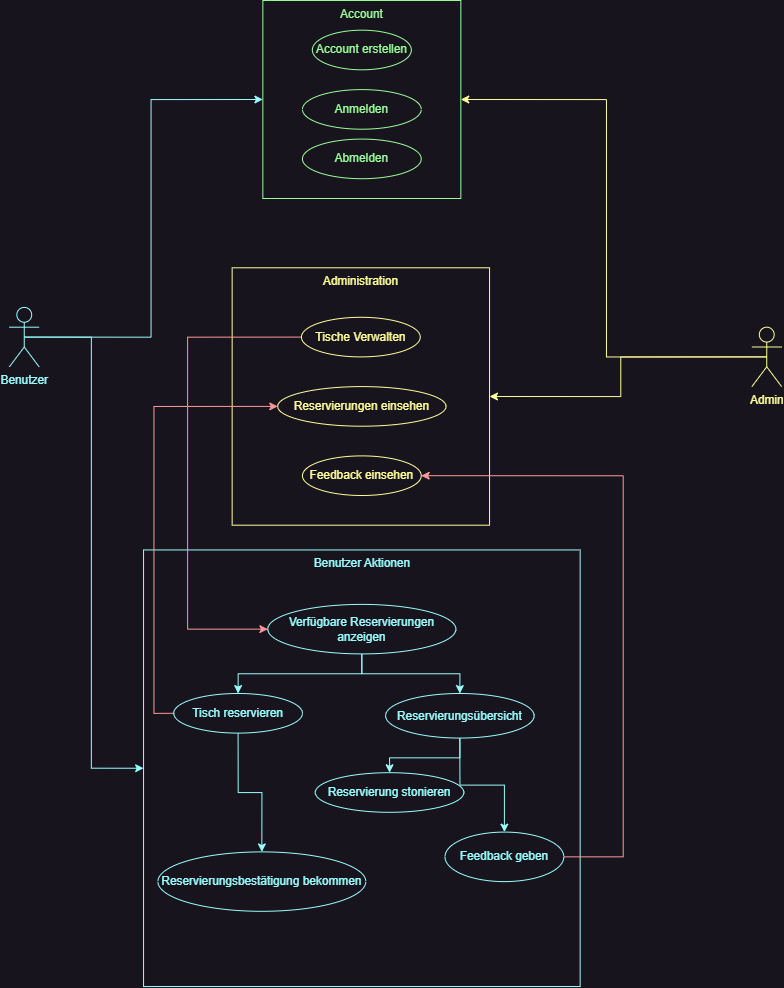 Account
Account erstellen
Anmelden
Abmelden
Administration
Tische Verwalten
Benutzer
Reservierungen einsehen
Admin
Feedback einsehen
Benutzer Aktionen
Verfügbare Reservierungen
anzeigen
Tisch reservieren
Reservierungsübersicht
Reservierung stonieren
Feedback geben
Reservierungsbestätigung bekommen